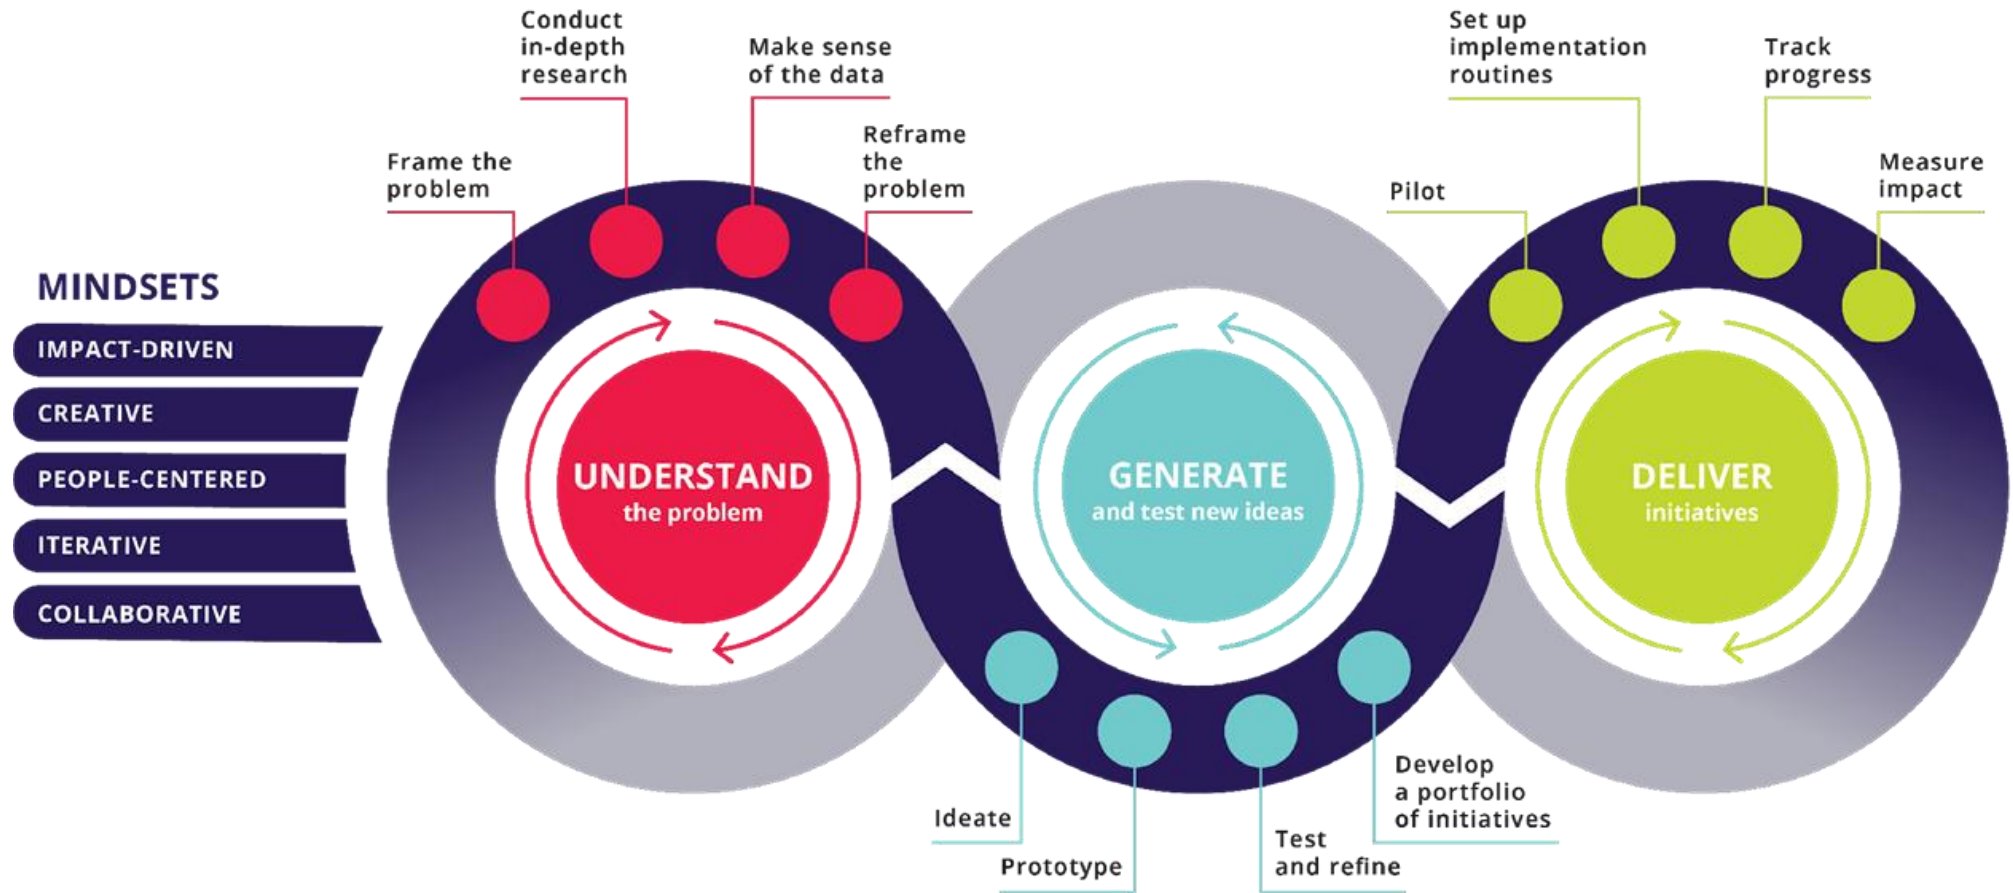 MINDSETS
IMPACT-DRIVEN
CREATIVE
PEOPLE-CENTERED
ITERATIVE
COLLABORATIVE
Frame the
problem
Conduct
in-depth
research
Make sense
of the data
Reframe
the
problem
UNDERSTAND
the problem
GENERATE
and test new ideas
Ideate
Prototype
Test
and refine
Develop
a portfolio
of initiatives
Pilot
Set up
implementation
routines
Track
progress
Measure
impact
DELIVER
initiatives